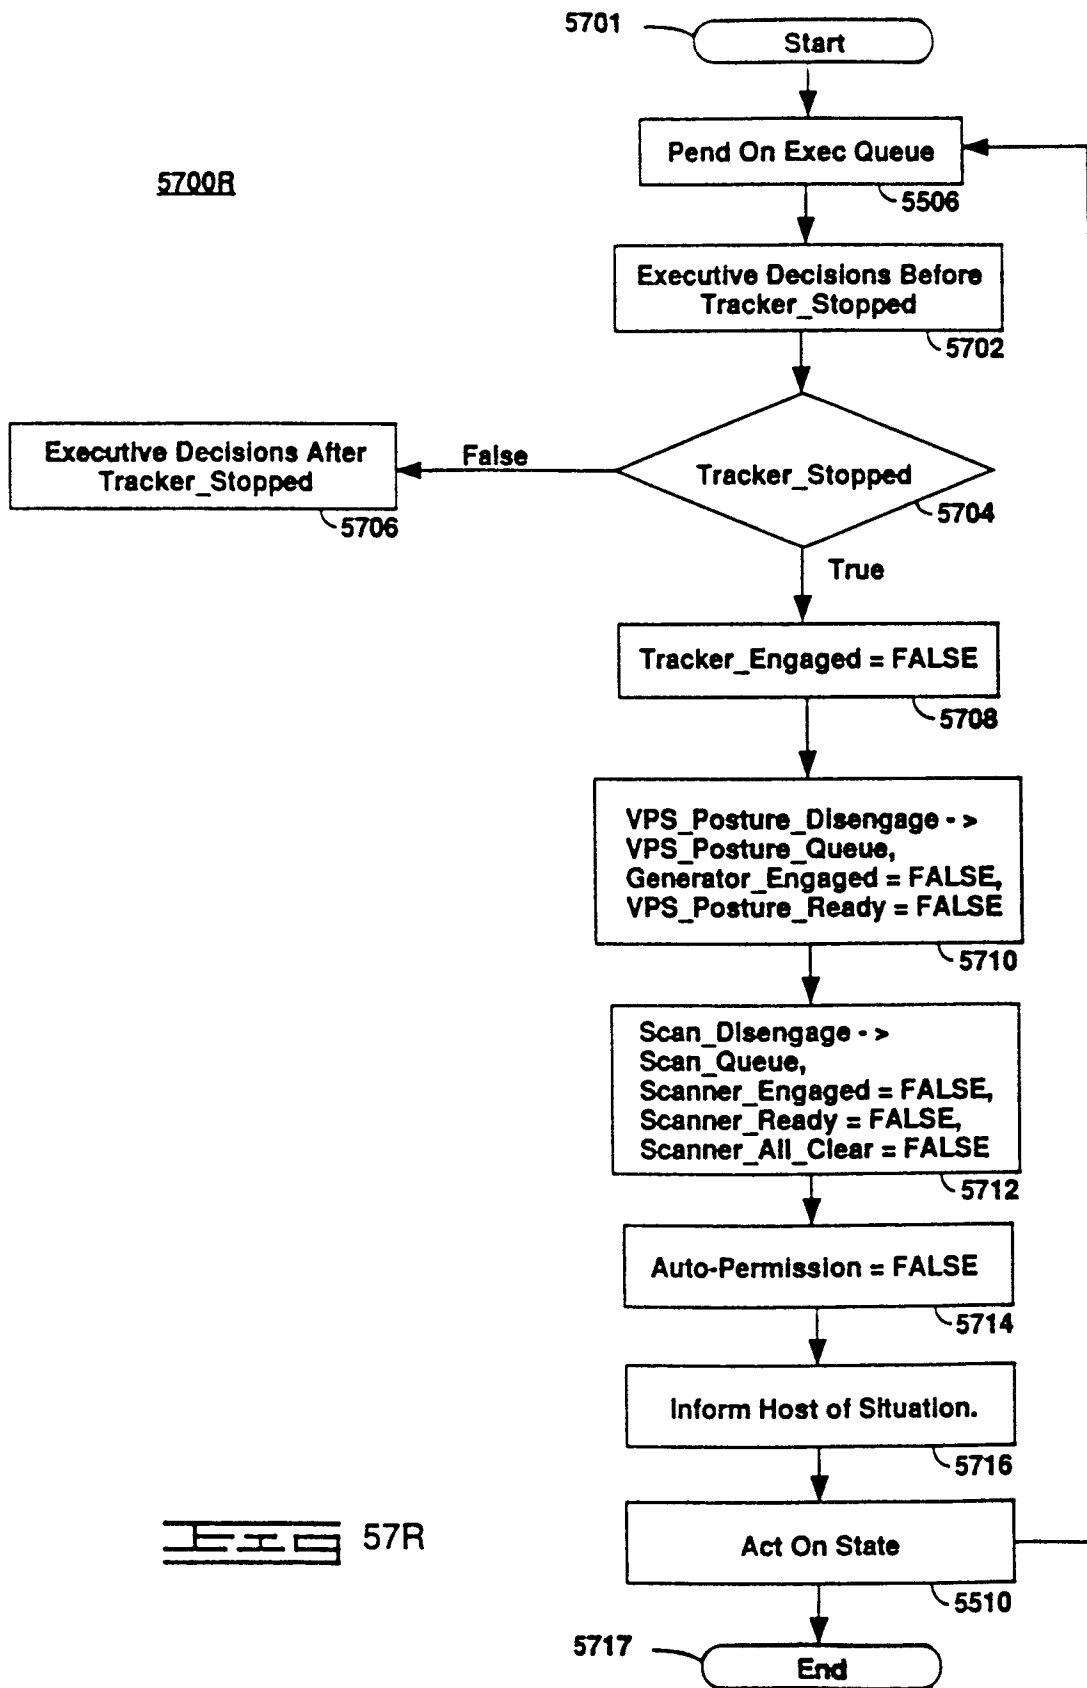 5701
Start
Pend On Exec Queue
5700R
5506
Executive Decisions Before
Tracker_Stopped
5702
Executive Decisions After
Tracker_Stopped
False
Tracker_Stopped
5706
5704
True
Tracker_Engaged = FALSE
5708
VPS_Posture_Disengage - >
VPS_Posture_Queue,
Generator_Engaged = FALSE,
VPS_Posture_Ready = FALSE
5710
Scan_Disengage - >
Scan_Queue,
Scanner_Engaged = FALSE,
Scanner_Ready = FALSE,
Scanner_All_Clear = FALSE
5712
Auto-Permission = FALSE
5714
Inform Host of Situation.
5716
FIG 57R
Act On State
5510
5717
End